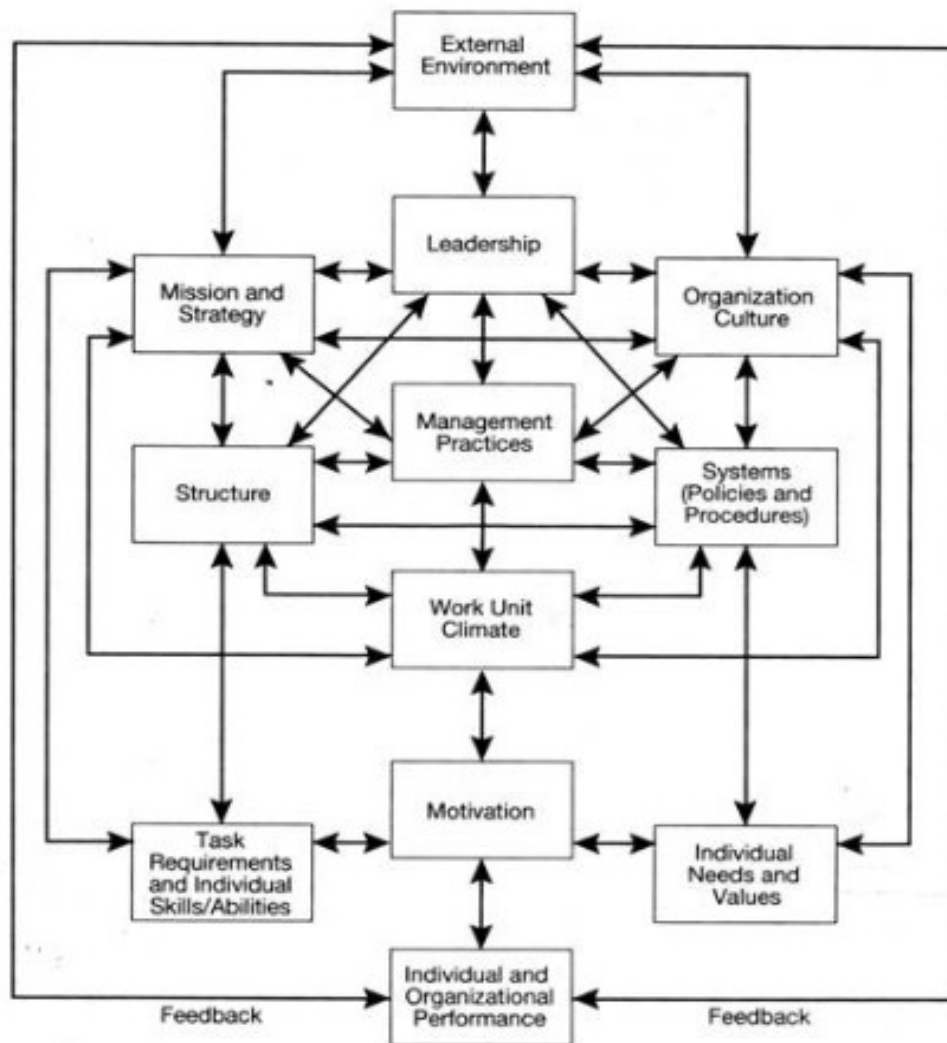 External
Environment
Leadership
Mission and
Strategy
Organization
Culture
Management
Practices
Structure
Systems
(Policies and
Procedures)
Work Unit
Climate
Motivation
Task
Requirements
and Individual
Skills/Abilities
Individual
Needs and
Values
Individual and
Organizational
Performance
Feedback
Feedback